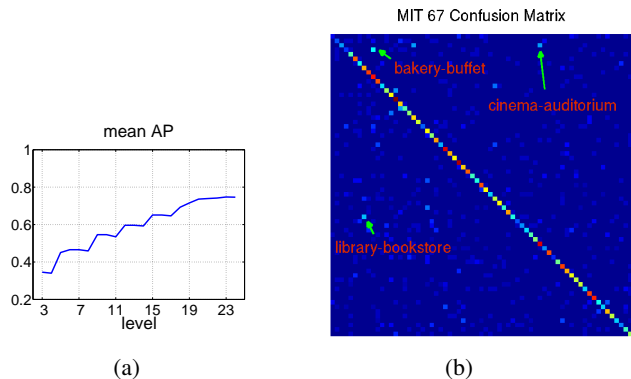 mean AP
1
0.8
0.6
0.4
0.2
3 7 11 15 19 23
level
(a)
MIT 67 Confusion Matrix
bakery-buffet
cinema-auditorium
library-bookstore
(b)